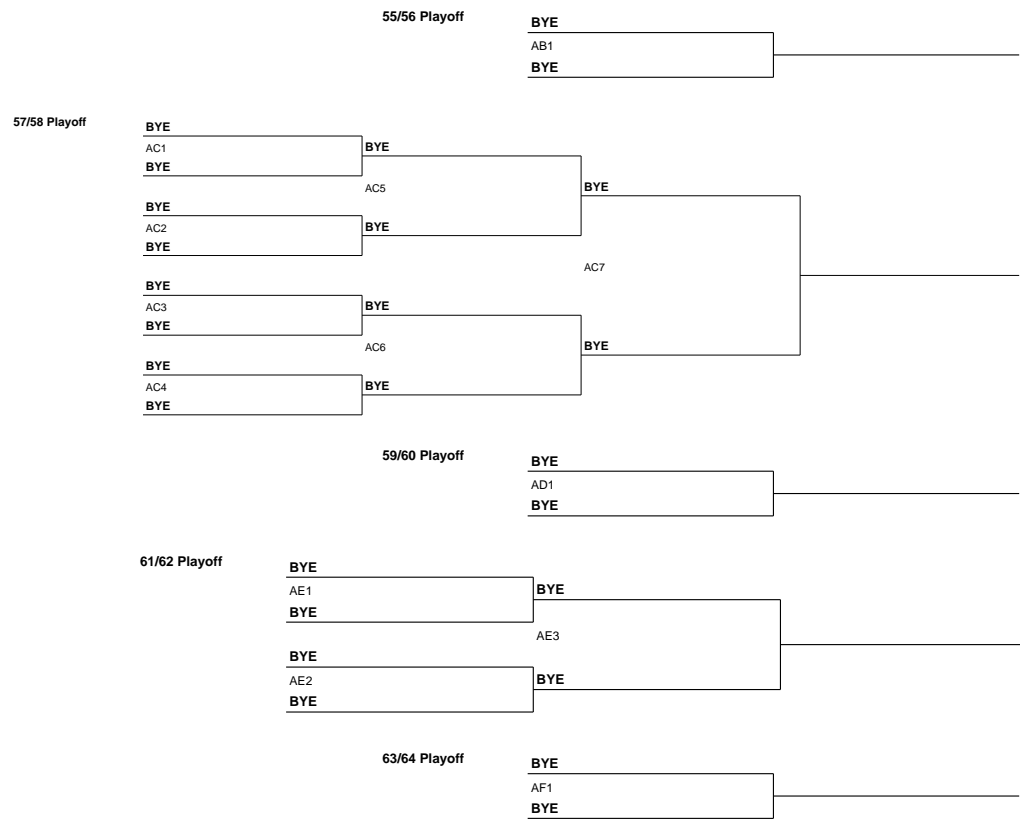 55/56 Playoff
BYE
AB1
BYE
57/58 Playoff
BYE
AC1
BYE
BYE
AC5
BYE
BYE
AC2
BYE
BYE
AC7
BYE
AC3
BYE
BYE
AC6
BYE
BYE
AC4
BYE
BYE
59/60 Playoff
BYE
AD1
BYE
61/62 Playoff
BYE
AE1
BYE
BYE
AE3
BYE
AE2
BYE
BYE
63/64 Playoff
BYE
AF1
BYE